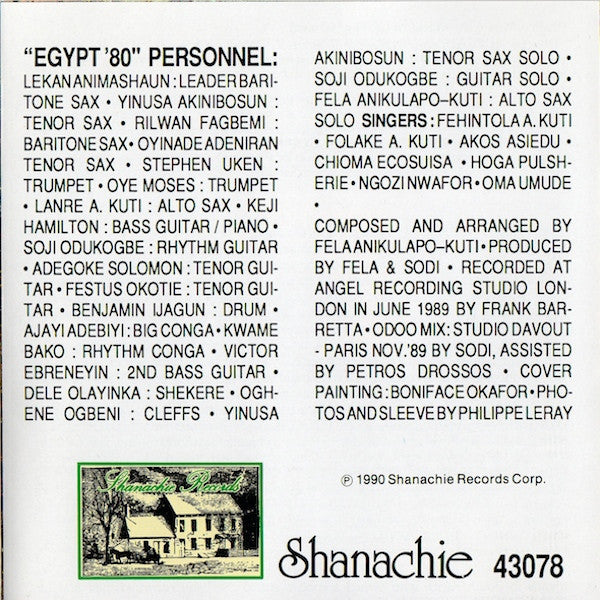 "EGYPT '80" PERSONNEL:
LEKAN ANIMASHAUN : LEADER BARI-
TONE SAX • YINUSA AKINIBOSUN :
TENOR SAX • RILWAN FAGBEMI :
BARITONE SAX • OYINADE ADENIRAN
TENOR SAX • STEPHEN UKEN :
TRUMPET • OYE MOSES : TRUMPET
• LANRE A. KUTI : ALTO SAX • KEJI
HAMILTON : BASS GUITAR / PIANO •
SOJI ODUKOGBE : RHYTHM GUITAR
• ADEGOKE SOLOMON : TENOR GUI-
TAR • FESTUS OKOTIE : TENOR GUI-
TAR • BENJAMIN IJAGUN : DRUM •
AJAYI ADEBIYI : BIG CONGA • KWAME
BAKO : RHYTHM CONGA • VICTOR
EBRENEYIN : 2ND BASS GUITAR •
DELE OLAYINKA : SHEKERE • OGH-
ENE OGBENI : CLEFFS • YINUSA
AKINIBOSUN : TENOR SAX SOLO •
SOJI ODUKOGBE : GUITAR SOLO •
FELA ANIKULAPO–KUTI : ALTO SAX
SOLO SINGERS : FEHINTOLA A. KUTI
• FOLAKE A. KUTI • AKOS ASIEDU •
CHIOMA ECOSUISA • HOGA PULSH-
ERIE • NGOZI NWAFOR • OMA UMUDE
•
COMPOSED AND ARRANGED BY
FELA ANIKULAPO–KUTI • PRODUCED
BY FELA & SODI • RECORDED AT
ANGEL RECORDING STUDIO LON-
DON IN JUNE 1989 BY FRANK BAR-
RETTA • ODOO MIX : STUDIO DAVOUT
- PARIS NOV.'89 BY SODI, ASSISTED
BY PETROS DROSSOS • COVER
PAINTING : BONIFACE OKAFOR • PHO-
TOS AND SLEEVE BY PHILIPPE LERAY
℗ 1990 Shanachie Records Corp.
Shanachie Records
Shanachie 43078